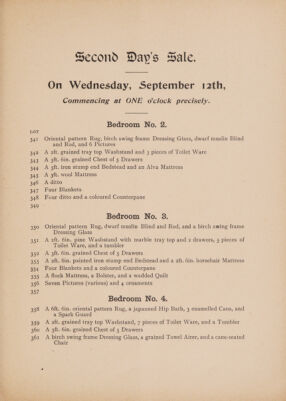 Second Day's Sale.
On Wednesday, September 12th,
Commencing at ONE o'clock precisely.
Bedroom No. 2.
LOT
341 Oriental pattern Rug, birch swing frame Dressing Glass, dwarf muslin Blind
and Rod, and 6 Pictures
342 A 2ft. grained tray top Washstand and 3 pieces of Toilet Ware
343 A 3ft. 6in. grained Chest of 5 Drawers
344 A 3ft. iron stump end Bedstead and an Alva Mattress
345 A 3ft. wool Mattress
346 A ditto
347 Four Blankets
348 Four ditto and a coloured Counterpane
349
Bedroom No. 3.
350 Oriental pattern Rug, dwarf muslin Blind and Rod, and a birch swing frame
Dressing Glass
351 A 2ft. 6in. pine Washstand with marble tray top and 2 drawers, 5 pieces of
Toilet Ware, and a tumbler
352 A 3ft. 6in. grained Chest of 5 Drawers
353 A 2ft. 6in. painted iron stump end Bedstead and a 2ft. 6in. horsehair Mattress
354 Four Blankets and a coloured Counterpane
355 A flock Mattress, a Bolster, and a wadded Quilt
356 Seven Pictures (various) and 4 ornaments
357
Bedroom No. 4.
358 A 6ft. 6in. oriental pattern Rug, a japanned Hip Bath, 3 enamelled Cans, and
a Spark Guard
359 A 2ft. grained tray top Washstand, 7 pieces of Toilet Ware, and a Tumbler
360 A 3ft. 6in. grained Chest of 5 Drawers
361 A birch swing frame Dressing Glass, a grained Towel Airer, and a cane-seated
Chair